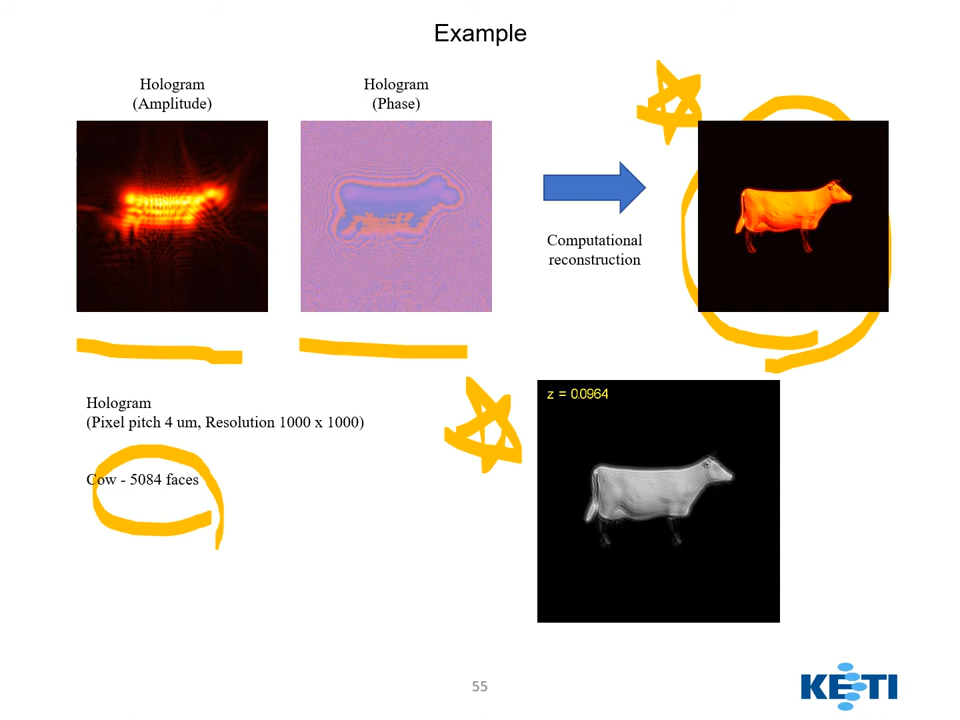 Example
Hologram
(Amplitude)
Hologram
(Phase)
Computational
reconstruction
Hologram
(Pixel pitch 4 um, Resolution 1000 x 1000)
Cow - 5084 faces
z = 0.0964
55
KETI